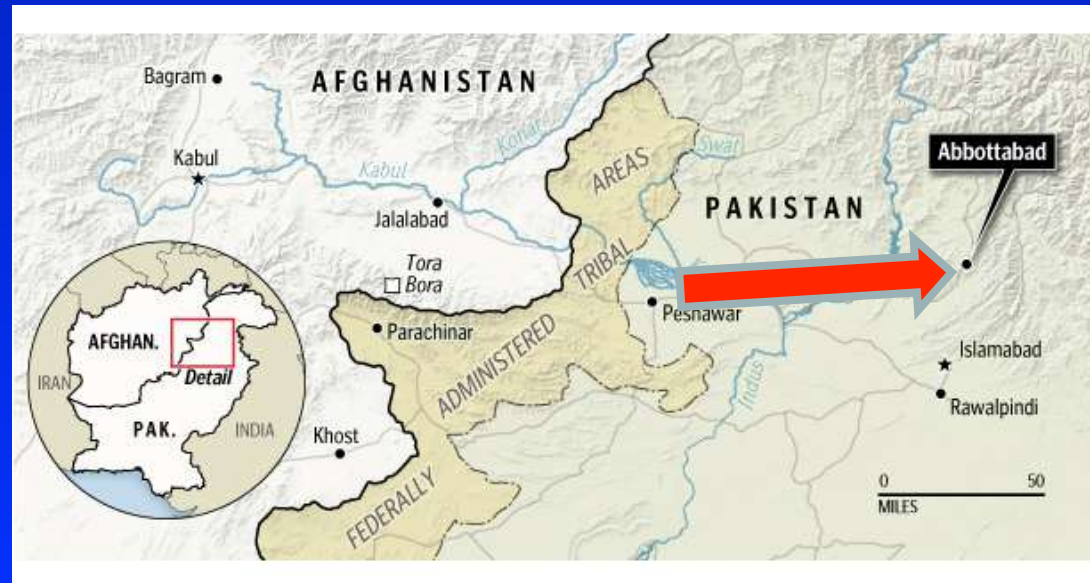 Bagram
AFGHANISTAN
Konar
Kabul
Kabul
Swat
AREAS
Abbottabad
Jalalabad
PAKISTAN
Tora
Bora
TRIBAL
Peshawar
Parachinar
AFGHAN.
ADMINISTERED
Islamabad
Detail
IRAN
Indus
Rawalpindi
PAK.
INDIA
Khost
0 50
MILES
FEDERALLY